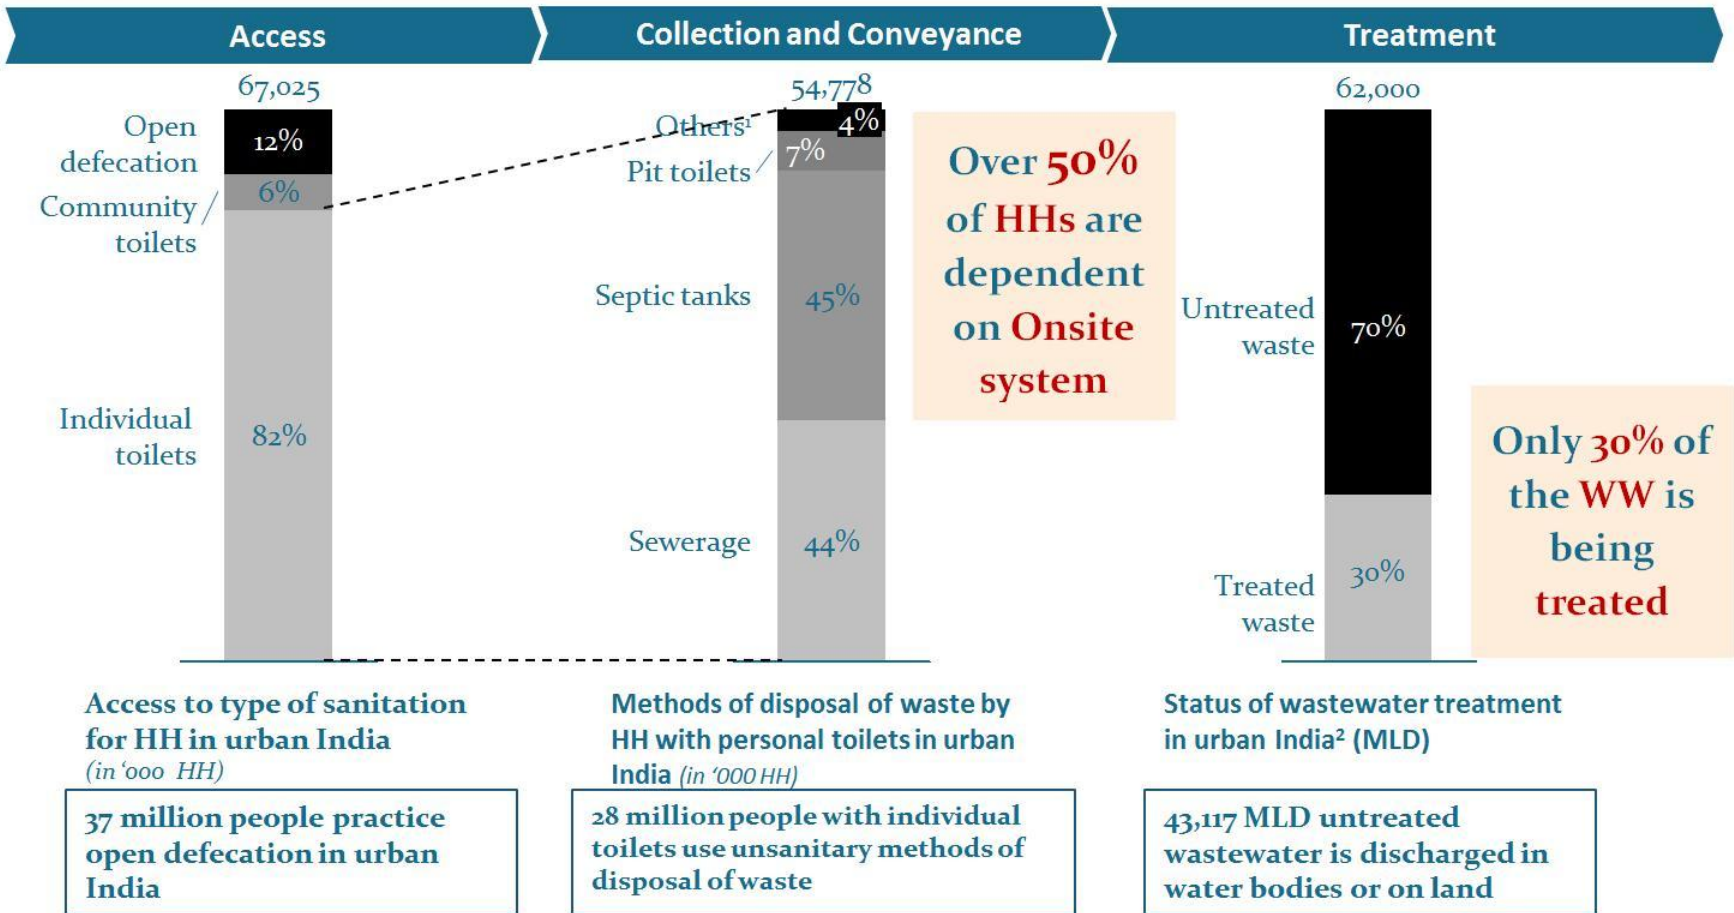 Access
Collection and Conveyance
Treatment
67,025
Open
defecation
12%
Community
toilets
6%
Individual
toilets
82%
54,778
Others¹
4%
Pit toilets
7%
Septic tanks
45%
Sewerage
44%
Over 50%
of HHs are
dependent
on Onsite
system
62,000
Untreated
waste
70%
Treated
waste
30%
Only 30% of
the WW is
being
treated
Access to type of sanitation
for HH in urban India
(in ‘000 HH)
Methods of disposal of waste by
HH with personal toilets in urban
India (in ‘000 HH)
Status of wastewater treatment
in urban India² (MLD)
37 million people practice
open defecation in urban
India
28 million people with individual
toilets use unsanitary methods of
disposal of waste
43,117 MLD untreated
wastewater is discharged in
water bodies or on land